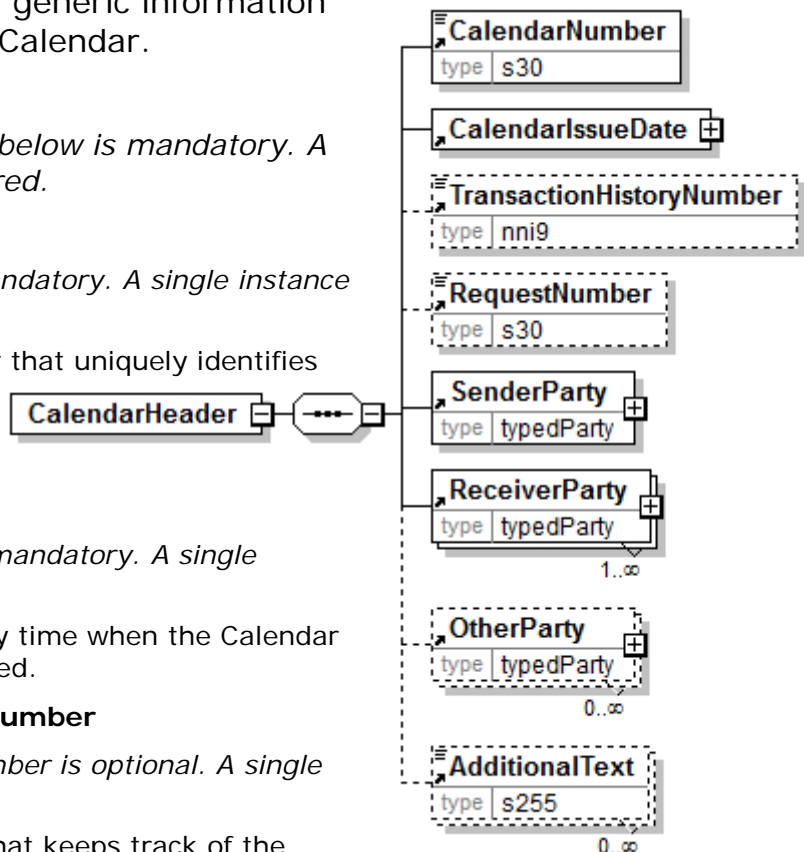 generic information
Calendar.
below is mandatory. A
red.
ndatory. A single instance
that uniquely identifies
mandatory. A single
y time when the Calendar
ed.
umber
ber is optional. A single
hat keeps track of the
CalendarHeader
CalendarNumber
type s30
CalendarIssueDate
TransactionHistoryNumber
type nni9
RequestNumber
type s30
SenderParty
type typedParty
ReceiverParty
type typedParty
1..∞
OtherParty
type typedParty
0..∞
AdditionalText
type s255
0..∞